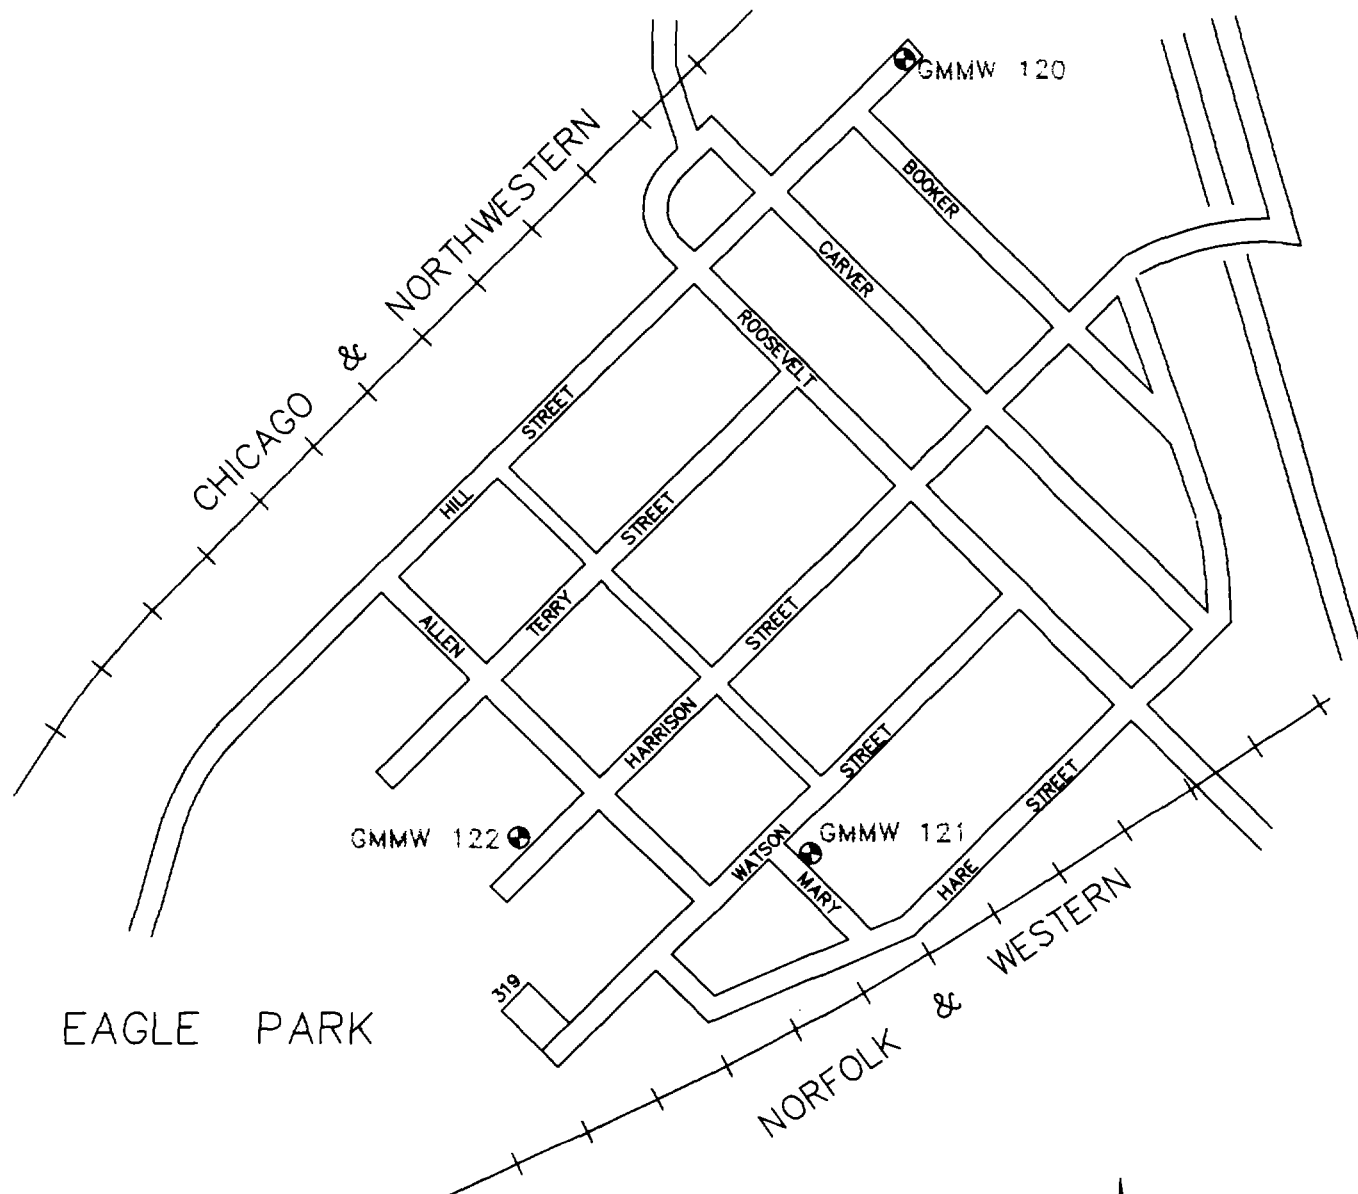 GMMW 120
CHICAGO & NORTHWESTERN
BOOKER
CARVER
ROOSEVELT
HILL STREET
TERRY STREET
ALLEN
HARRISON STREET
WATSON STREET
GMMW 122
GMMW 121
MARY
HARE STREET
319
EAGLE PARK
NORFOLK & WESTERN